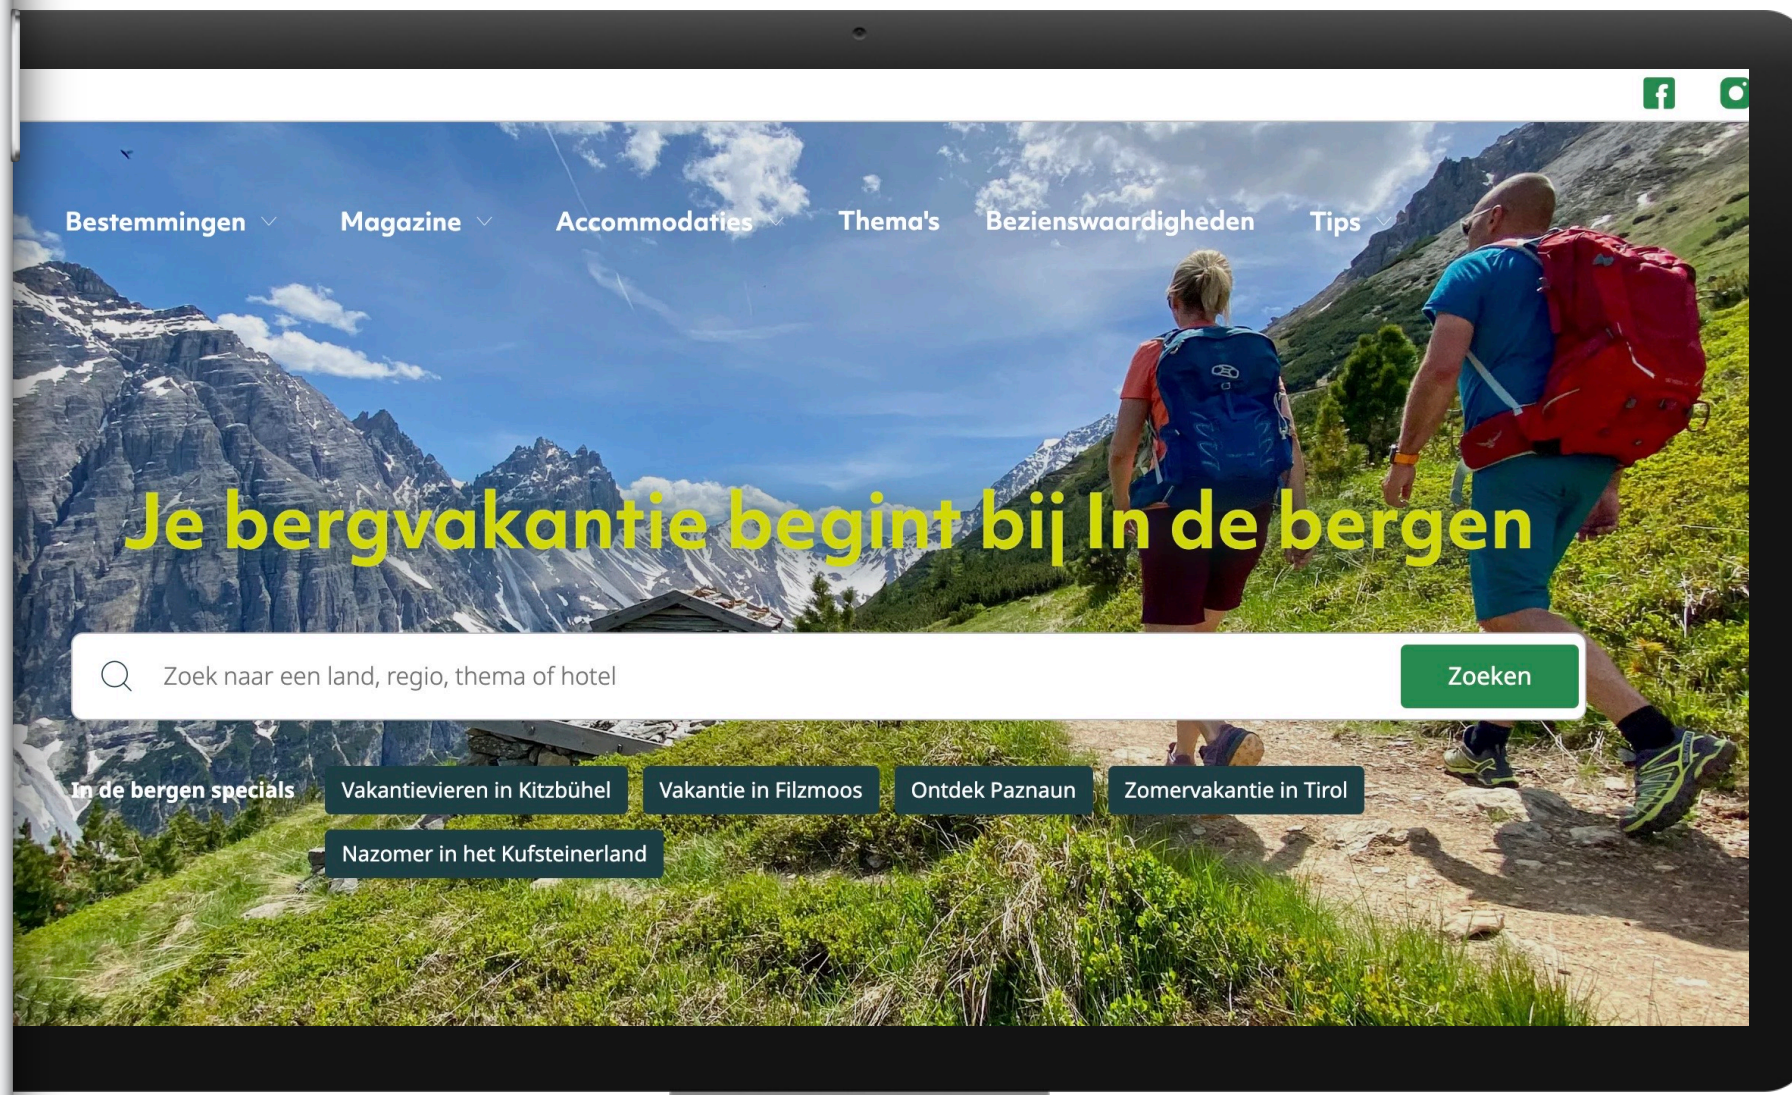 Bestemmingen Magazine Accommodaties Thema's Bezienswaardigheden Tips
Je bergvakantie begint bij In de bergen
Zoek naar een land, regio, thema of hotel Zoeken
In de bergen specials Vakantievieren in Kitzbühel Vakantie in Filzmoos Ontdek Paznaun Zomervakantie in Tirol
Nazomer in het Kufsteinerland